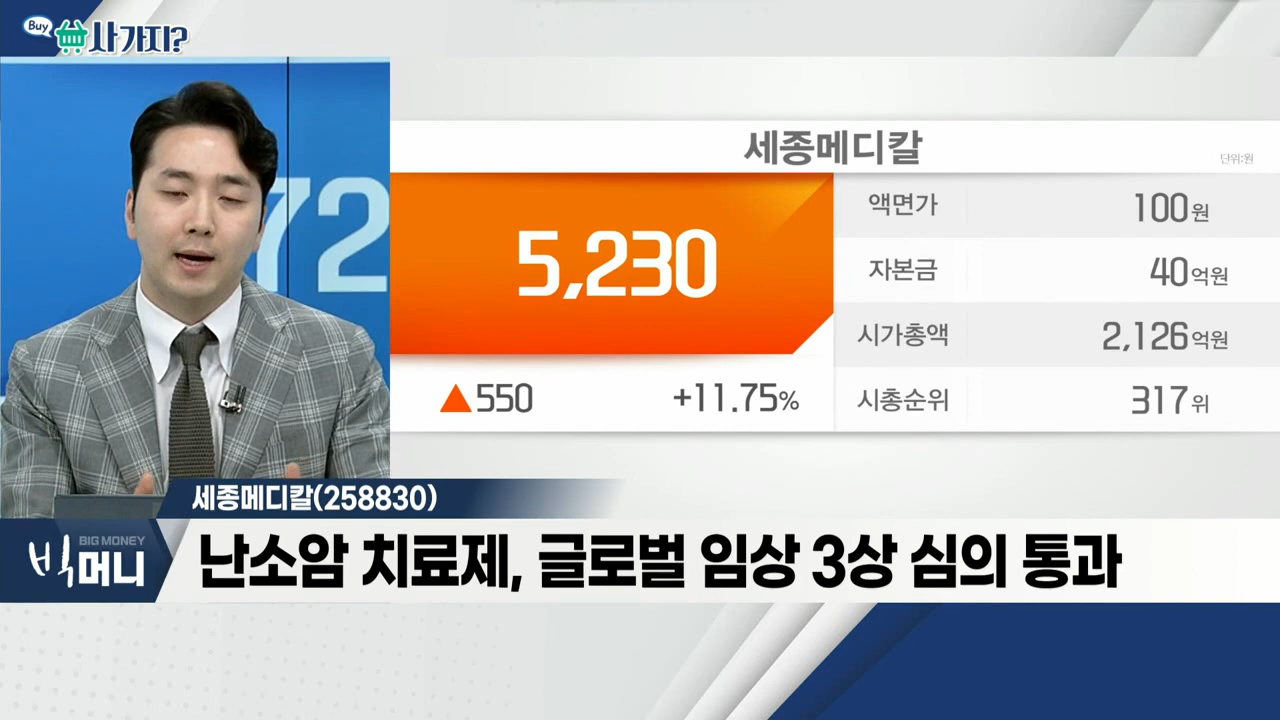 Buy
사가지?
72
세종메디칼
단위:원
5,230
▲550 +11.75%
액면가 100원
자본금 40억원
시가총액 2,126억원
시총순위 317위
세종메디칼(258830)
BIG MONEY
빅머니
난소암 치료제, 글로벌 임상 3상 심의 통과